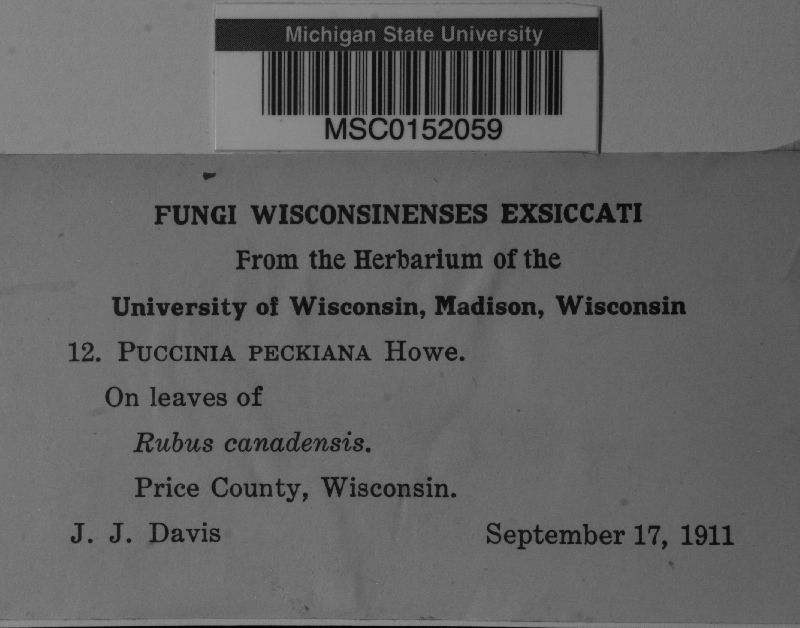 Michigan State University
MSC0152059
FUNGI WISCONSINENSES EXSICCATI
From the Herbarium of the
University of Wisconsin, Madison, Wisconsin
12. PUCCINIA PECKIANA Howe.
On leaves of
Rubus canadensis.
Price County, Wisconsin.
J. J. Davis September 17, 1911